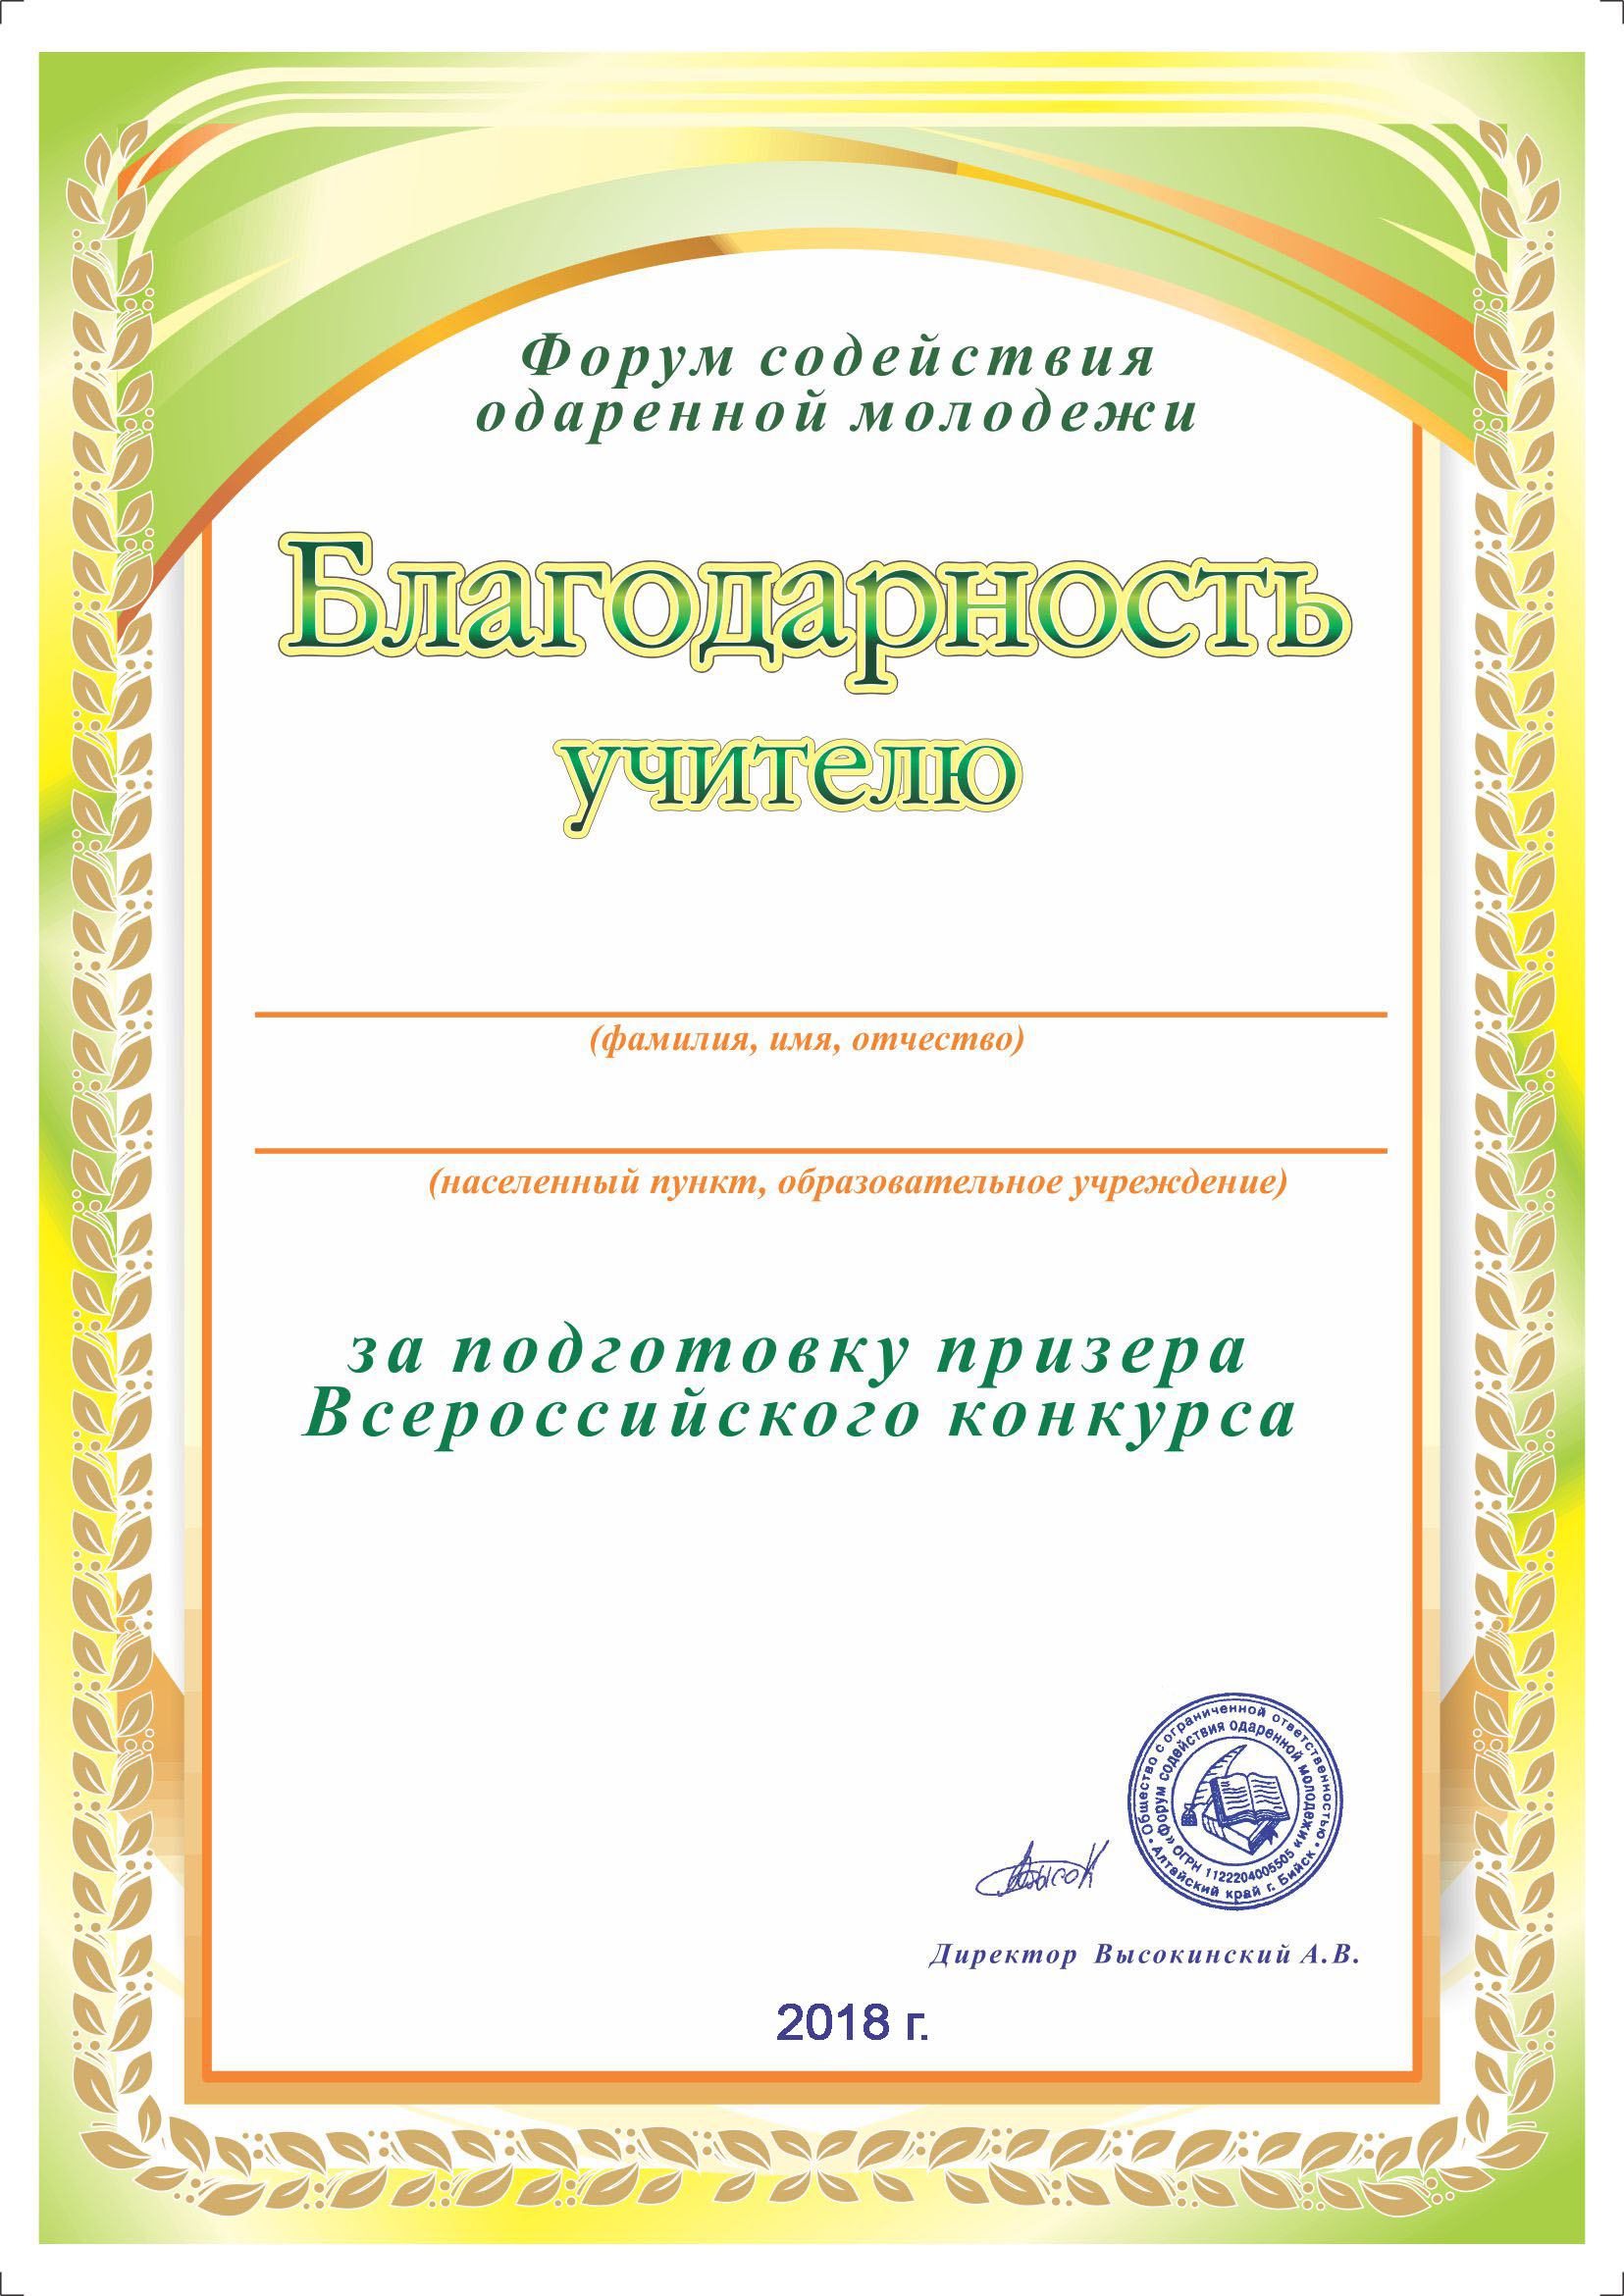 Форум содействия
одаренной молодежи
Благодарность
учителю
(фамилия, имя, отчество)
(населенный пункт, образовательное учреждение)
за подготовку призера
Всероссийского конкурса
Общество с ограниченной ответственностью
«Форум содействия одаренной молодежи»
ОГРН 1122204005505
Алтайский край г. Бийск
Высок
Директор Высокинский А.В.
2018 г.